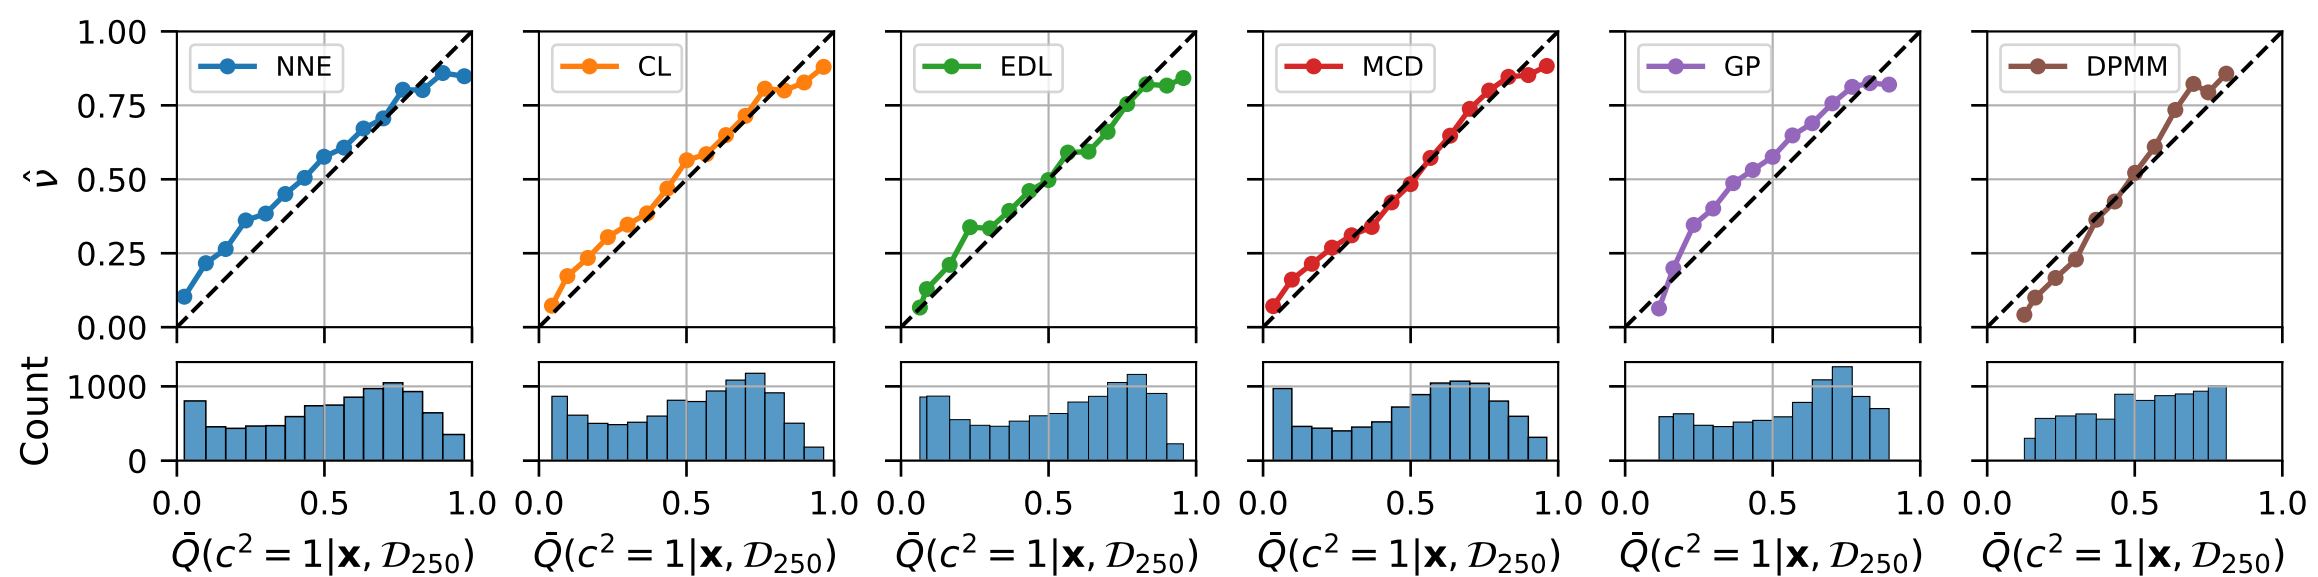 NNE
CL
EDL
MCD
GP
DPMM
1.00
0.75
0.50
0.25
0.00
ν̂
1000
0
Count
0.0 0.5 1.0
0.0 0.5 1.0
0.0 0.5 1.0
0.0 0.5 1.0
0.0 0.5 1.0
0.0 0.5 1.0
Q̄(c² = 1|𝐱, 𝒟₂₅₀)
Q̄(c² = 1|𝐱, 𝒟₂₅₀)
Q̄(c² = 1|𝐱, 𝒟₂₅₀)
Q̄(c² = 1|𝐱, 𝒟₂₅₀)
Q̄(c² = 1|𝐱, 𝒟₂₅₀)
Q̄(c² = 1|𝐱, 𝒟₂₅₀)